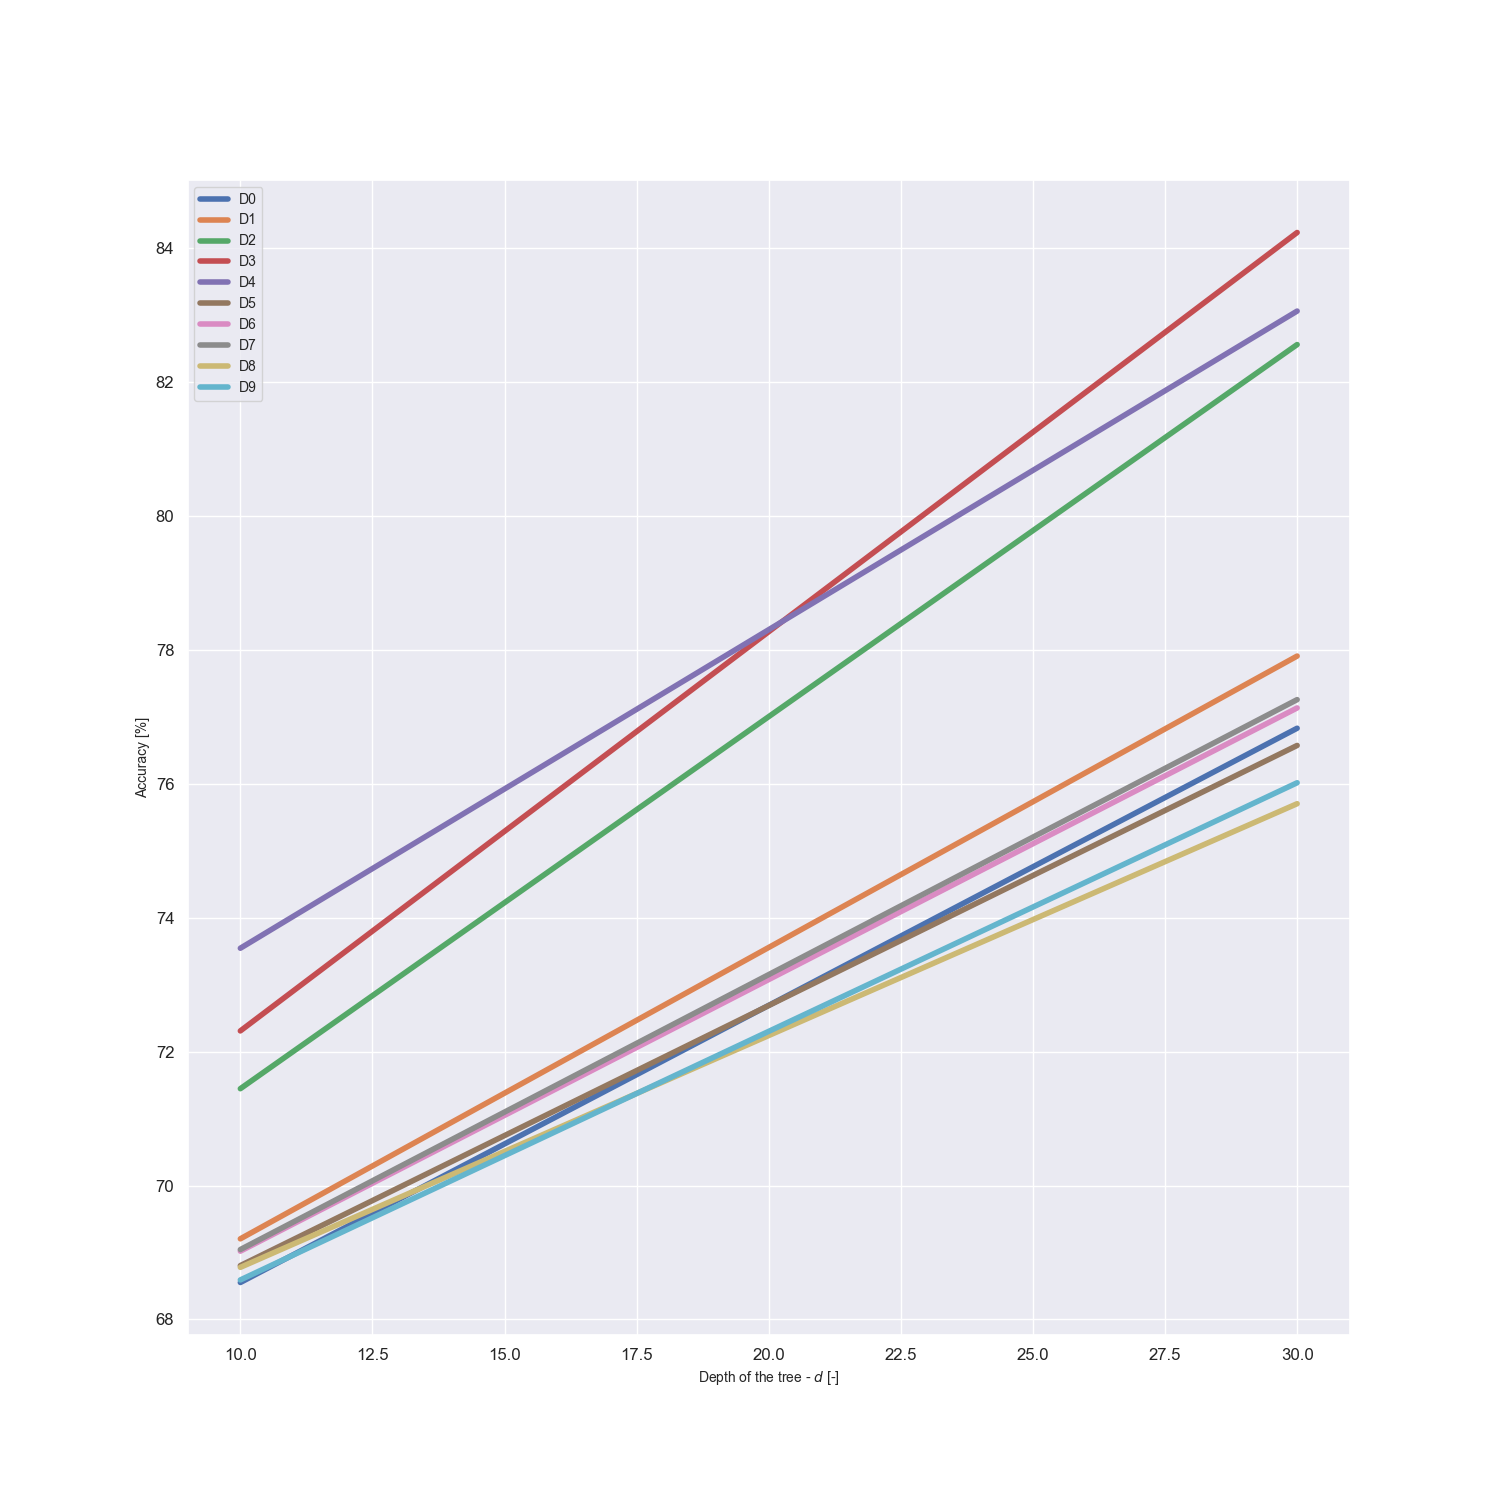 D0
D1
D2
D3
D4
D5
D6
D7
D8
D9
84
82
80
78
76
74
72
70
68
Accuracy [%]
10.0 12.5 15.0 17.5 20.0 22.5 25.0 27.5 30.0
Depth of the tree - d [-]